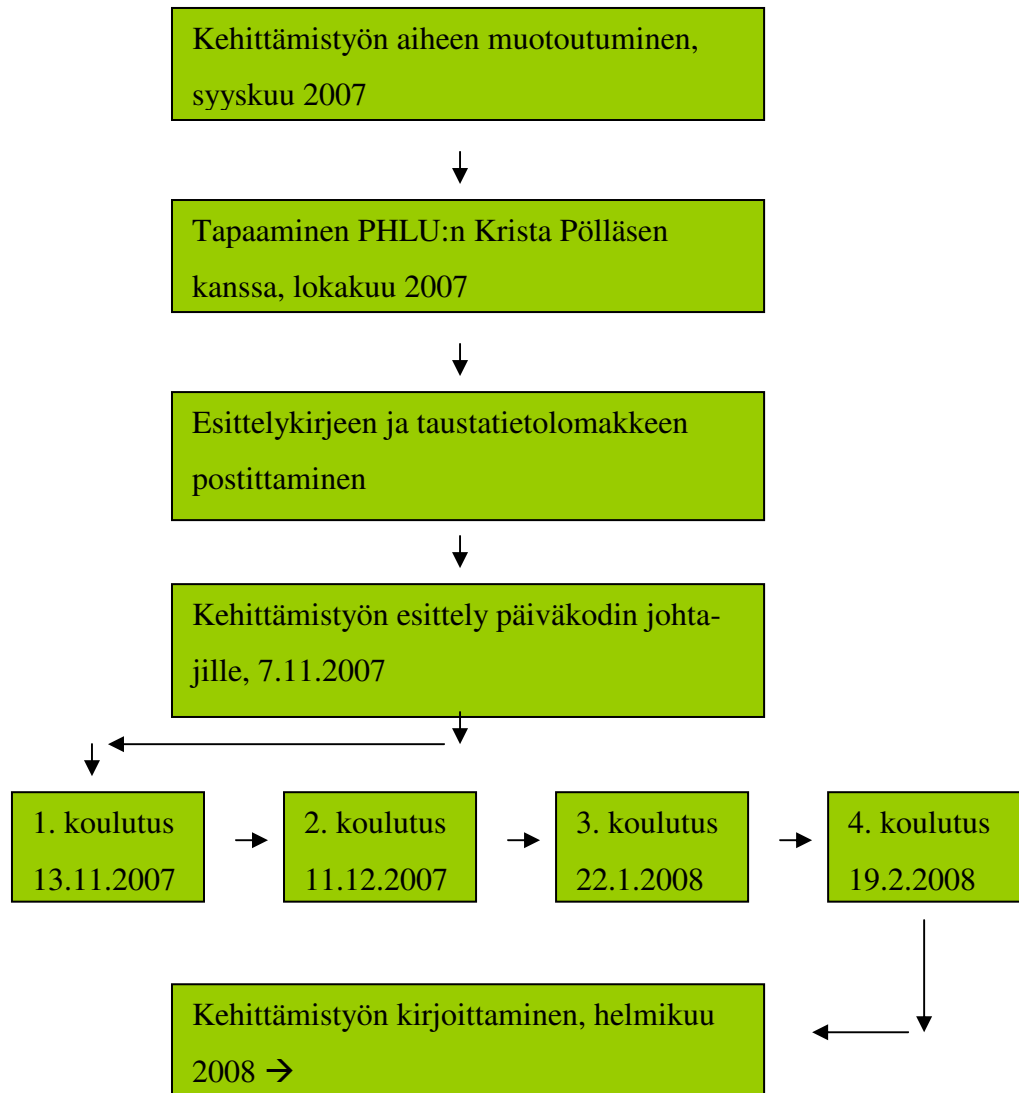 Kehittämistyön aiheen muotoutuminen,
syyskuu 2007
Tapaaminen PHLU:n Krista Pölläsen
kanssa, lokakuu 2007
Esittelykirjeen ja taustatietolomakkeen
postittaminen
Kehittämistyön esittely päiväkodin johta-
jille, 7.11.2007
1. koulutus
13.11.2007
2. koulutus
11.12.2007
3. koulutus
22.1.2008
4. koulutus
19.2.2008
Kehittämistyön kirjoittaminen, helmikuu
2008 →